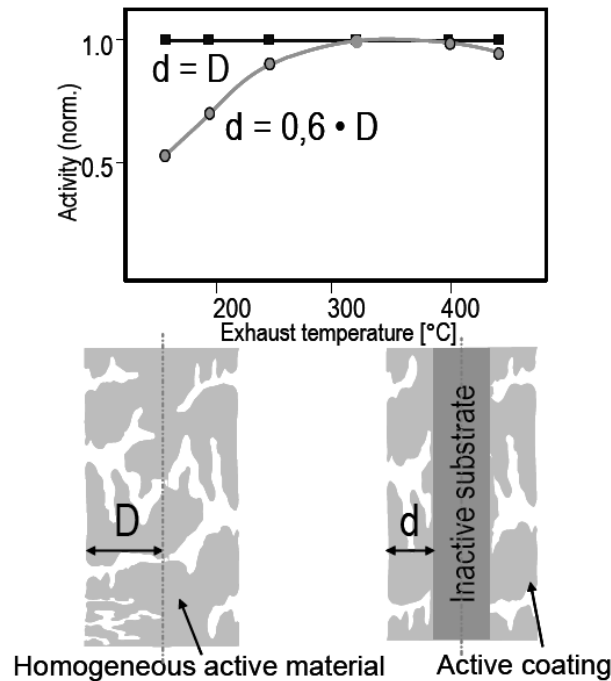 1.0
d = D
d = 0,6 • D
0.5
Activity (norm.)
200 300 400
Exhaust temperature [°C]
D
d
Inactive substrate
Homogeneous active material
Active coating